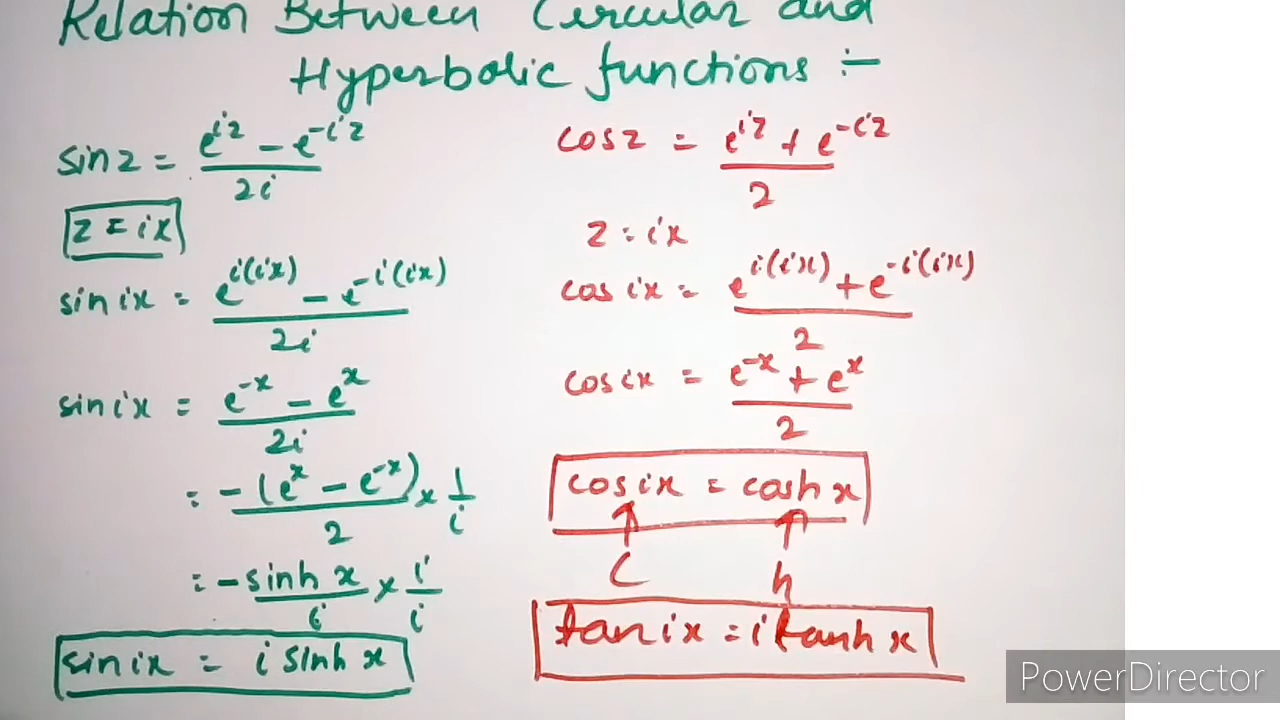 Relation Between Circular and
Hyperbolic functions :-
sin z = e^{iz} - e^{-iz} / 2i
z = ix
sin ix = e^{i(ix)} - e^{-i(ix)} / 2i
sin ix = e^{-x} - e^{x} / 2i
= -(e^{x} - e^{-x}) / 2 × 1/i
= - sinh x / i × i/i
sin ix = i sinh x
cos z = e^{iz} + e^{-iz} / 2
z = ix
cos ix = e^{i(ix)} + e^{-i(ix)} / 2
cos ix = e^{-x} + e^{x} / 2
cos ix = cosh x
C h
tan ix = i tanh x
PowerDirector